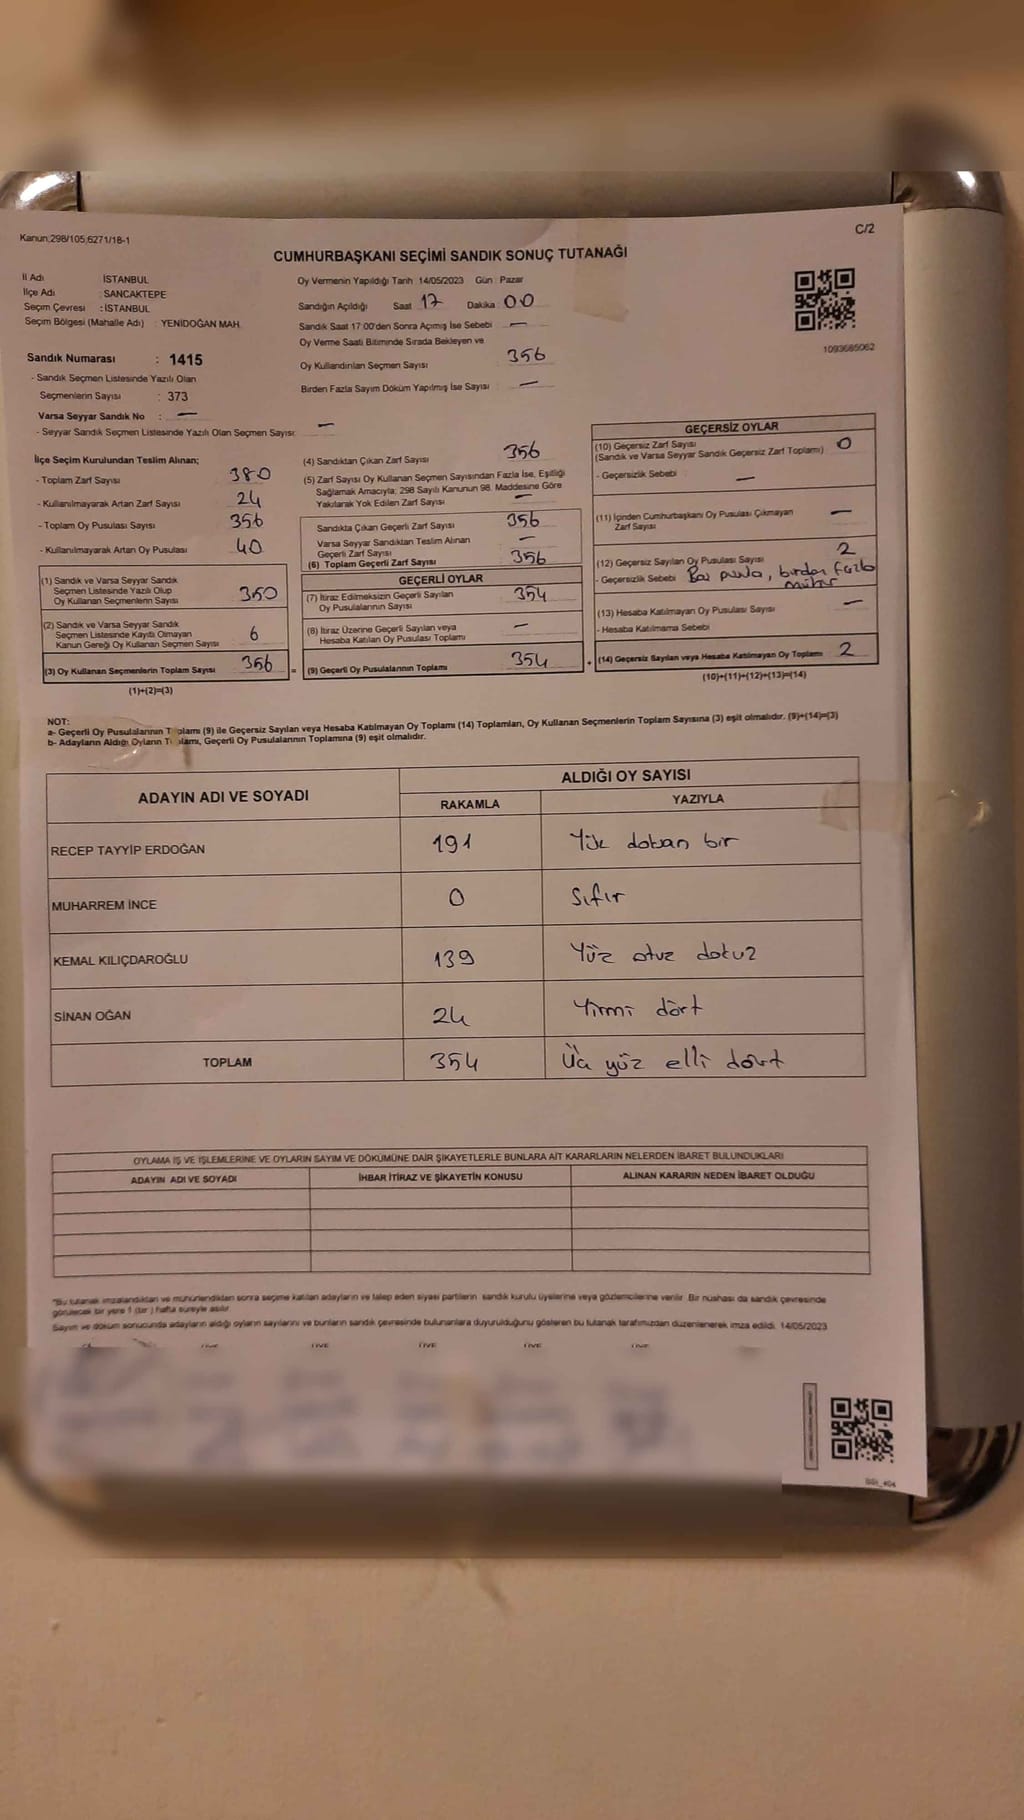 Kanun;298/105;6271/18-1
C/2
CUMHURBAŞKANI SEÇİMİ SANDIK SONUÇ TUTANAĞI
İl Adı İSTANBUL
İlçe Adı : SANCAKTEPE
Seçim Çevresi : İSTANBUL
Seçim Bölgesi (Mahalle Adı) : YENİDOĞAN MAH.
Oy Vermenin Yapıldığı Tarih 14/05/2023 Gün : Pazar
Sandığın Açıldığı Saat 17 Dakika : 00
Sandık Saat 17:00'den Sonra Açılmış İse Sebebi —
Oy Verme Saati Bitiminde Sırada Bekleyen ve
Oy Kullandırılan Seçmen Sayısı 356
Birden Fazla Sayım Döküm Yapılmış İse Sayısı —
1093685062
Sandık Numarası : 1415
- Sandık Seçmen Listesinde Yazılı Olan
Seçmenlerin Sayısı : 373
Varsa Seyyar Sandık No : —
- Seyyar Sandık Seçmen Listesinde Yazılı Olan Seçmen Sayısı: —
İlçe Seçim Kurulundan Teslim Alınan;
- Toplam Zarf Sayısı 380
- Kullanılmayarak Artan Zarf Sayısı 24
- Toplam Oy Pusulası Sayısı 356
- Kullanılmayarak Artan Oy Pusulası 40
(1) Sandık ve Varsa Seyyar Sandık
Seçmen Listesinde Yazılı Olup
Oy Kullanan Seçmenlerin Sayısı 350
(2) Sandık ve Varsa Seyyar Sandık
Seçmen Listesinde Kayıtlı Olmayan
Kanun Gereği Oy Kullanan Seçmen Sayısı 6
(3) Oy Kullanan Seçmenlerin Toplam Sayısı 356 =
(1)+(2)=(3)
(4) Sandıktan Çıkan Zarf Sayısı 356
(5) Zarf Sayısı Oy Kullanan Seçmen Sayısından Fazla İse, Eşitliği
Sağlamak Amacıyla; 298 Sayılı Kanunun 98. Maddesine Göre
Yakılarak Yok Edilen Zarf Sayısı —
Sandıkta Çıkan Geçerli Zarf Sayısı 356
Varsa Seyyar Sandıktan Teslim Alınan
Geçerli Zarf Sayısı —
(6) Toplam Geçerli Zarf Sayısı 356
GEÇERLİ OYLAR
(7) İtiraz Edilmeksizin Geçerli Sayılan
Oy Pusulalarının Sayısı 354
(8) İtiraz Üzerine Geçerli Sayılan veya
Hesaba Katılan Oy Pusulası Toplamı —
(9) Geçerli Oy Pusulalarının Toplamı 354 +
GEÇERSİZ OYLAR
(10) Geçersiz Zarf Sayısı
(Sandık ve Varsa Seyyar Sandık Geçersiz Zarf Toplamı) 0
- Geçersizlik Sebebi —
(11) İçinden Cumhurbaşkanı Oy Pusulası Çıkmayan
Zarf Sayısı —
(12) Geçersiz Sayılan Oy Pusulası Sayısı 2
- Geçersizlik Sebebi birden fazla
mühür
(13) Hesaba Katılmayan Oy Pusulası Sayısı —
- Hesaba Katılmama Sebebi
(14) Geçersiz Sayılan veya Hesaba Katılmayan Oy Toplamı 2
(10)+(11)+(12)+(13)=(14)
NOT:
a- Geçerli Oy Pusulalarının Toplamı (9) ile Geçersiz Sayılan veya Hesaba Katılmayan Oy Toplamı (14) Toplamları, Oy Kullanan Seçmenlerin Toplam Sayısına (3) eşit olmalıdır. (9)+(14)=(3)
b- Adayların Aldığı Oyların Toplamı, Geçerli Oy Pusulalarının Toplamına (9) eşit olmalıdır.
ADAYIN ADI VE SOYADI ALDIĞI OY SAYISI
RAKAMLA YAZIYLA
RECEP TAYYİP ERDOĞAN 191 Yüz doksan bir
MUHARREM İNCE 0 Sıfır
KEMAL KILIÇDAROĞLU 139 Yüz otuz dokuz
SİNAN OĞAN 24 Yirmi dört
TOPLAM 354 Üç yüz elli dört
OYLAMA İŞ VE İŞLEMLERİNE VE OYLARIN SAYIM VE DÖKÜMÜNE DAİR ŞİKAYETLERLE BUNLARA AİT KARARLARIN NELERDEN İBARET BULUNDUKLARI
ADAYIN ADI VE SOYADI İHBAR İTİRAZ VE ŞİKAYETİN KONUSU ALINAN KARARIN NEDEN İBARET OLDUĞU
"Bu tutanak imzalandıktan ve mühürlendikten sonra seçime katılan adayların ve talep eden siyasi partilerin sandık kurulu üyelerine veya gözlemcilerine verilir. Bir nüshası da sandık çevresinde
görülecek bir yere 1 (bir ) hafta süreyle asılır.
Sayım ve döküm sonucunda adayların aldığı oyların sayılarını ve bunların sandık çevresinde bulunanlara duyurulduğunu gösteren bu tutanak tarafımızdan düzenlenerek imza edildi. 14/05/2023